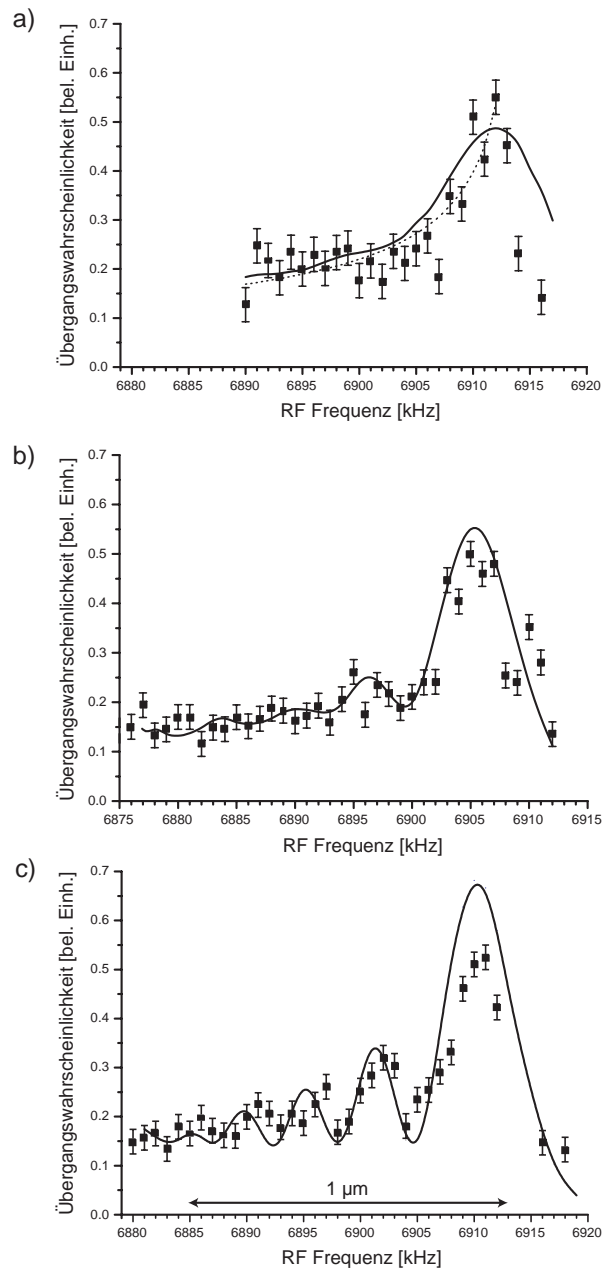 a)
Übergangswahrscheinlichkeit [bel. Einh.]
0.7
0.6
0.5
0.4
0.3
0.2
0.1
0.0
6880 6885 6890 6895 6900 6905 6910 6915 6920
RF Frequenz [kHz]
b)
Übergangswahrscheinlichkeit [bel. Einh.]
0.7
0.6
0.5
0.4
0.3
0.2
0.1
0.0
6875 6880 6885 6890 6895 6900 6905 6910 6915
RF Frequenz [kHz]
c)
Übergangswahrscheinlichkeit [bel. Einh.]
0.7
0.6
0.5
0.4
0.3
0.2
0.1
0.0
1 µm
6880 6885 6890 6895 6900 6905 6910 6915 6920
RF Frequenz [kHz]